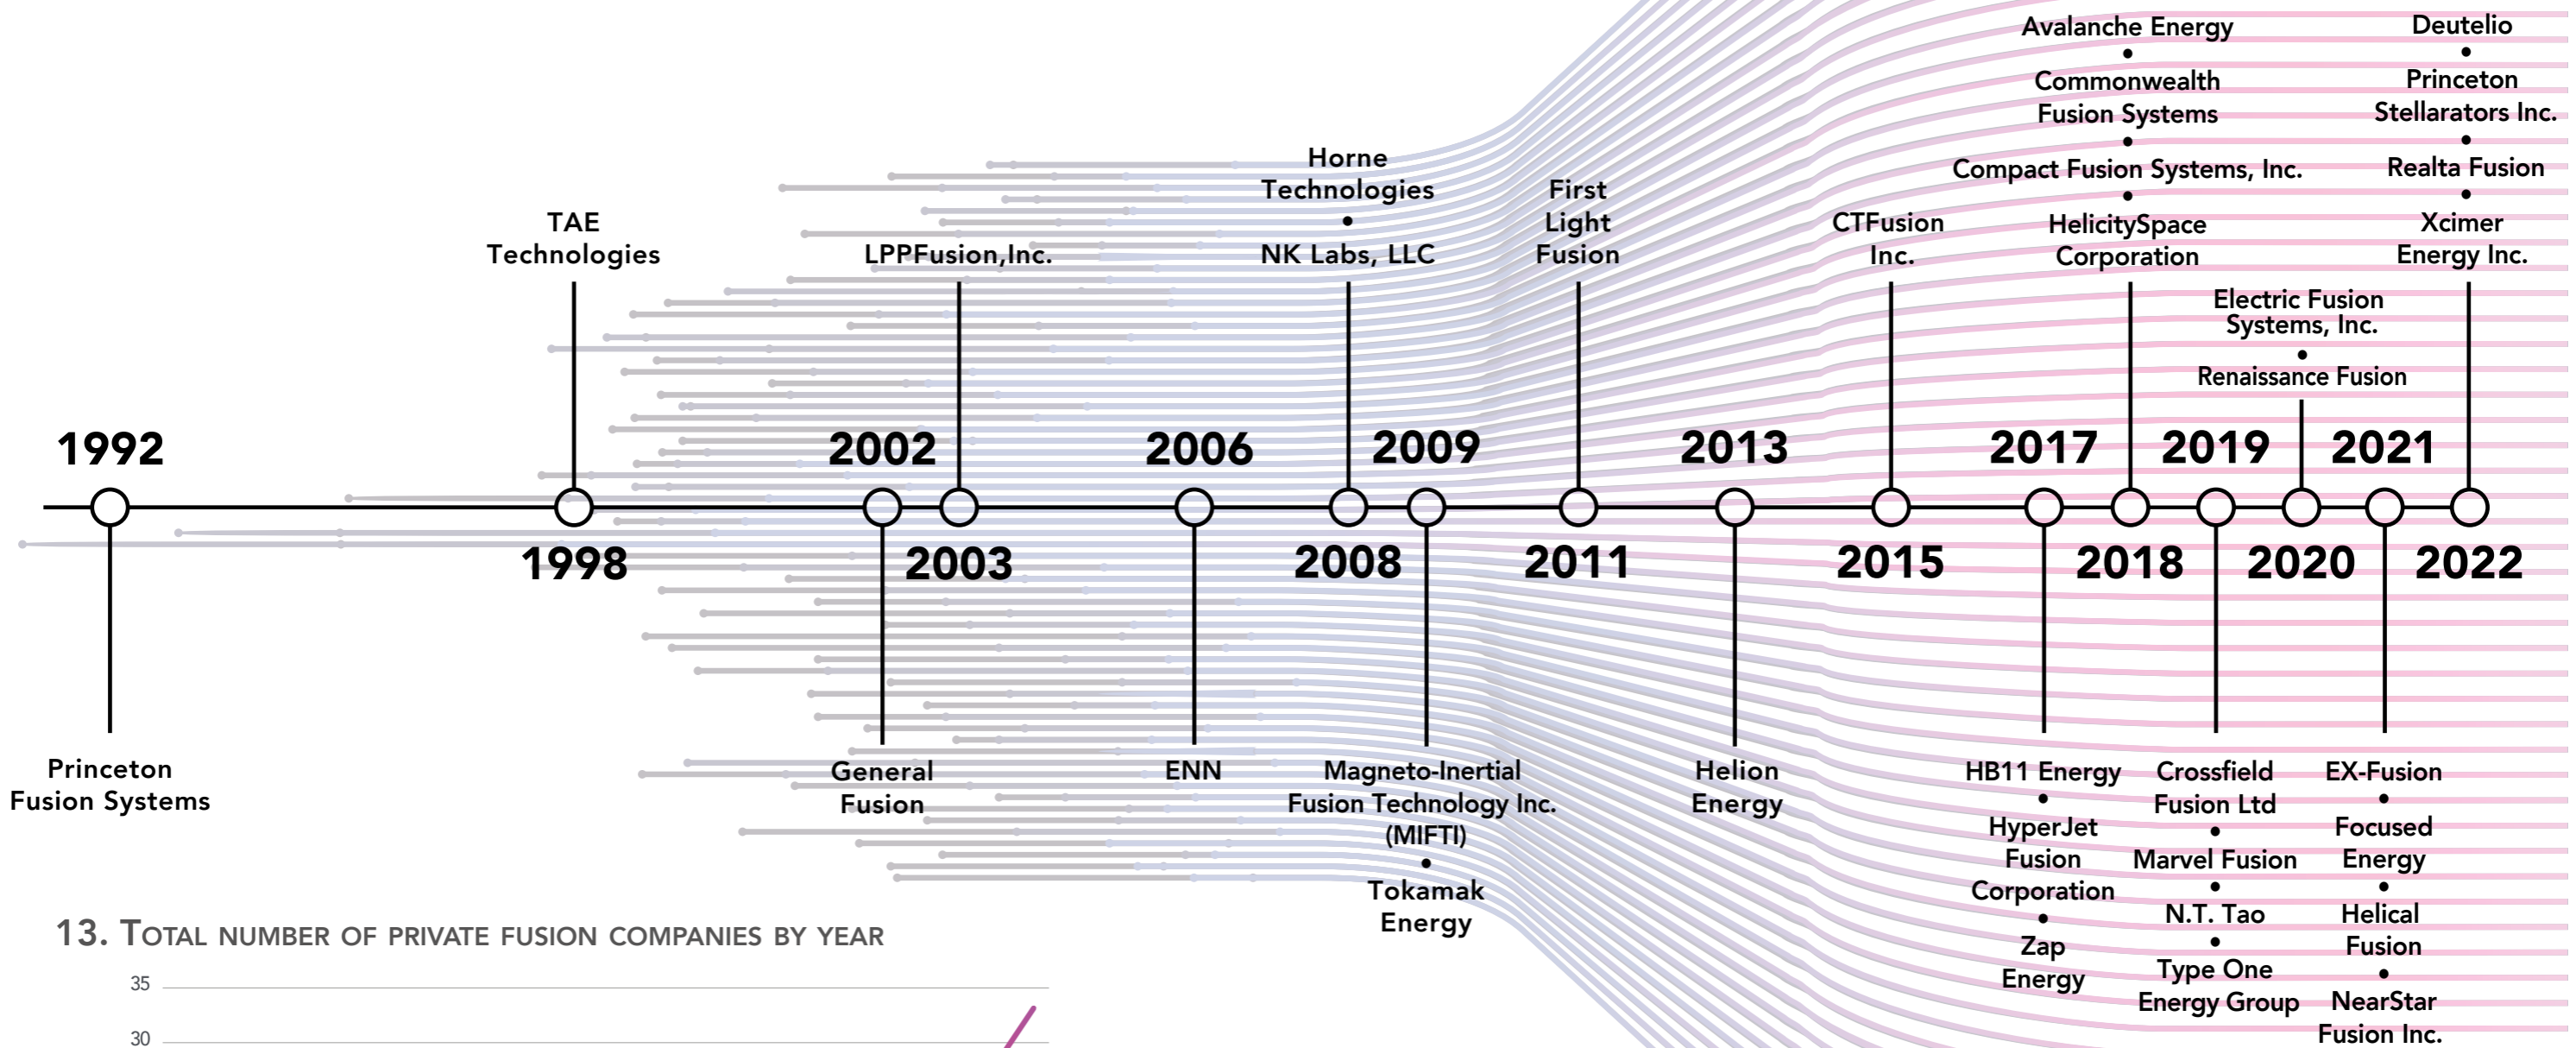 Avalanche Energy
•
Commonwealth
Fusion Systems
•
Compact Fusion Systems, Inc.
•
HelicitySpace
Corporation
Deutelio
•
Princeton
Stellarators Inc.
•
Realta Fusion
•
Xcimer
Energy Inc.
Horne
Technologies
•
NK Labs, LLC
First
Light
Fusion
TAE
Technologies
LPPFusion,Inc.
CTFusion
Inc.
Electric Fusion
Systems, Inc.
•
Renaissance Fusion
1992
2002
2006
2009
2013
2017
2019
2021
1998
2003
2008
2011
2015
2018
2020
2022
Princeton
Fusion Systems
General
Fusion
ENN
Magneto-Inertial
Fusion Technology Inc.
(MIFTI)
•
Tokamak
Energy
Helion
Energy
HB11 Energy
•
HyperJet
Fusion
Corporation
•
Zap
Energy
Crossfield
Fusion Ltd
•
Marvel Fusion
•
N.T. Tao
•
Type One
Energy Group
EX-Fusion
•
Focused
Energy
•
Helical
Fusion
•
NearStar
Fusion Inc.
13. Total number of private fusion companies by year
35
30